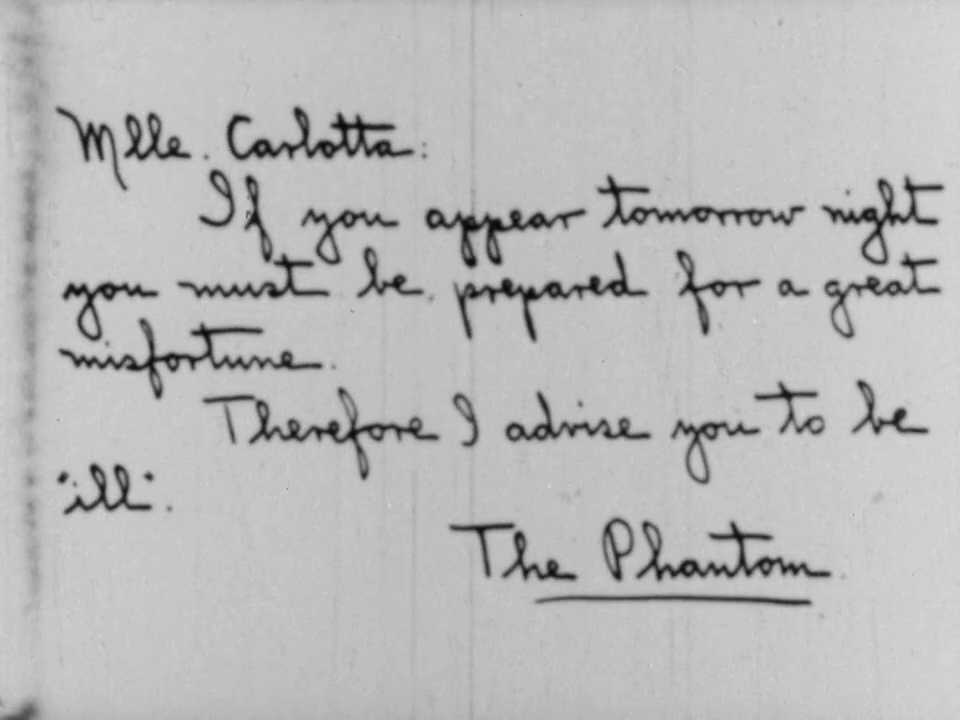 Mlle. Carlotta:
If you appear tomorrow night
you must be prepared for a great
misfortune.
Therefore I advise you to be
"ill".
The Phantom